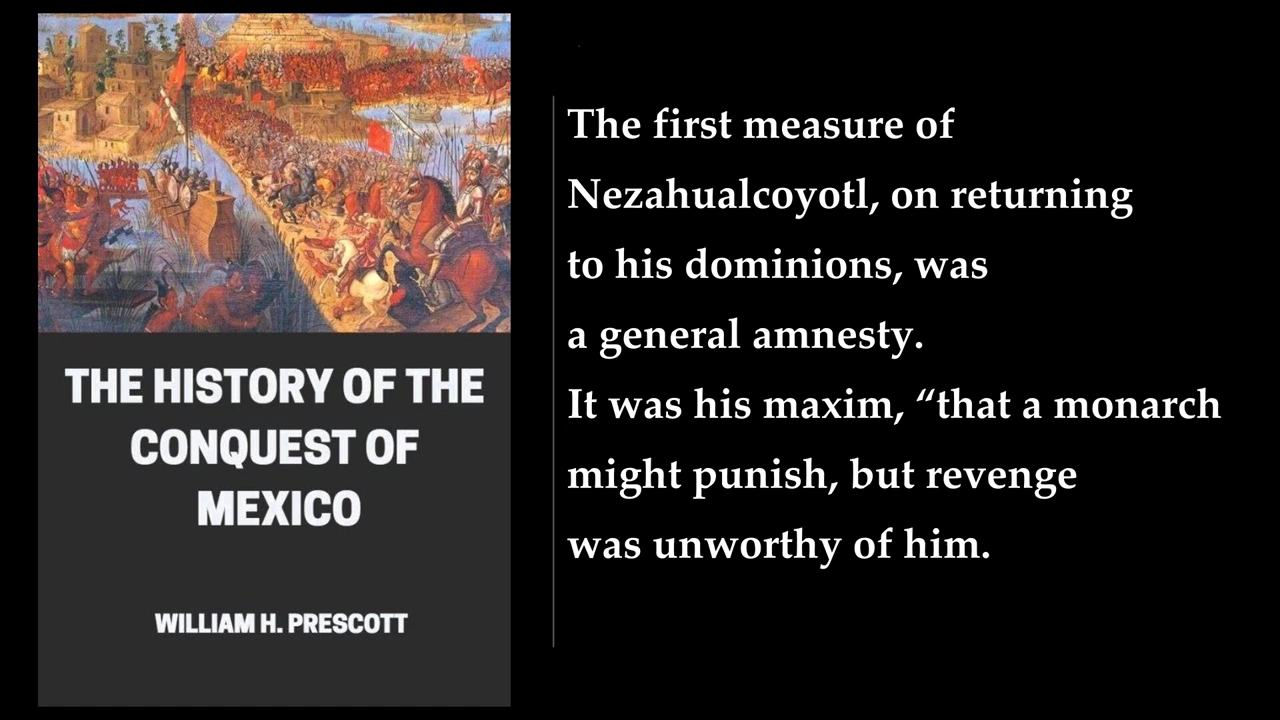 THE HISTORY OF THE
CONQUEST OF
MEXICO
WILLIAM H. PRESCOTT
The first measure of
Nezahualcoyotl, on returning
to his dominions, was
a general amnesty.
It was his maxim, “that a monarch
might punish, but revenge
was unworthy of him.